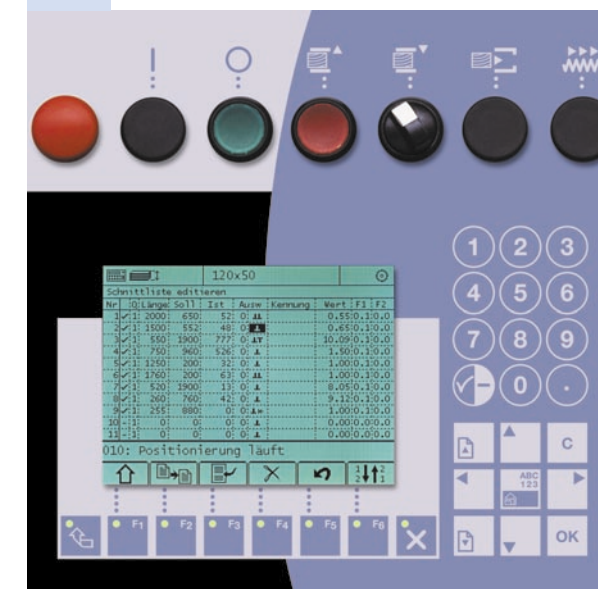 120x50
Schnittliste editieren
Nr Q Länge Soll Ist Ausw Kennung Wert F1 F2
1 ✓ 1 2000 650 52 0 0.55 0.1 0.0
2 ✓ 1 1500 552 48 0 0.65 0.1 0.0
3 ✓ 1 550 1900 777 0 10.09 0.1 0.0
4 ✓ 1 750 960 526 0 1.50 0.1 0.0
5 ✓ 1 1250 200 32 0 1.00 0.1 0.0
6 ✓ 1 1760 200 63 0 1.00 0.1 0.0
7 ✓ 1 520 1900 13 0 8.05 0.1 0.0
8 ✓ 1 260 760 42 0 9.12 0.1 0.0
9 ✓ 1 255 880 0 0 1.00 0.1 0.0
10 - 1 0 0 0 0 0.00 0.0 0.0
11 - 1 0 0 0 0 0.00 0.0 0.0
010: Positionierung läuft
1 2
2 1
F1 F2 F3 F4 F5 F6
1 2 3
4 5 6
7 8 9
0 .
C
ABC
123
OK